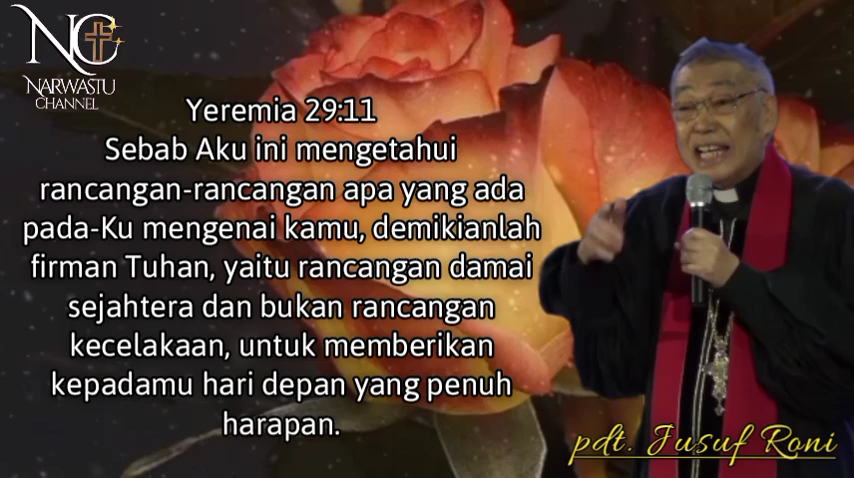 NC
NARWASTU
CHANNEL
Yeremia 29:11
Sebab Aku ini mengetahui
rancangan-rancangan apa yang ada
pada-Ku mengenai kamu, demikianlah
firman Tuhan, yaitu rancangan damai
sejahtera dan bukan rancangan
kecelakaan, untuk memberikan
kepadamu hari depan yang penuh
harapan.
pdt. Jusuf Roni